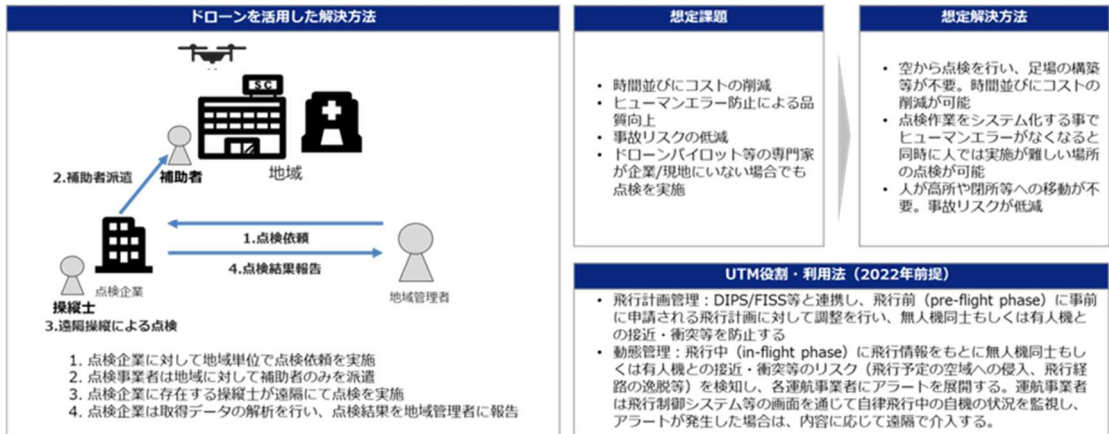 ドローンを活用した解決方法
SC
地域
補助者
2.補助者派遣
1.点検依頼
4.点検結果報告
点検企業
地域管理者
操縦士
3.遠隔操縦による点検
1. 点検企業に対して地域単位で点検依頼を実施
2. 点検事業者は地域に対して補助者のみを派遣
3. 点検企業に存在する操縦士が遠隔にて点検を実施
4. 点検企業は取得データの解析を行い、点検結果を地域管理者に報告
想定課題
• 時間並びにコストの削減
• ヒューマンエラー防止による品
質向上
• 事故リスクの低減
• ドローンパイロット等の専門家
が企業/現地にいない場合でも
点検を実施
想定解決方法
• 空から点検を行い、足場の構築
等が不要。時間並びにコストの
削減が可能
• 点検作業をシステム化する事で
ヒューマンエラーがなくなると
同時に人では実施が難しい場所
の点検が可能
• 人が高所や閉所等への移動が不
要。事故リスクが低減
UTM役割・利用法（2022年前提）
• 飛行計画管理：DIPS/FISS等と連携し、飛行前（pre-flight phase）に事前
に申請される飛行計画に対して調整を行い、無人機同士もしくは有人機と
の接近・衝突等を防止する
• 動態管理：飛行中（in-flight phase）に飛行情報をもとに無人機同士もし
くは有人機との接近・衝突等のリスク（飛行予定の空域への侵入、飛行経
路の逸脱等）を検知し、各運航事業者にアラートを展開する。運航事業者
は飛行制御システム等の画面を通じて自律飛行中の自機の状況を監視し、
アラートが発生した場合は、内容に応じて遠隔で介入する。